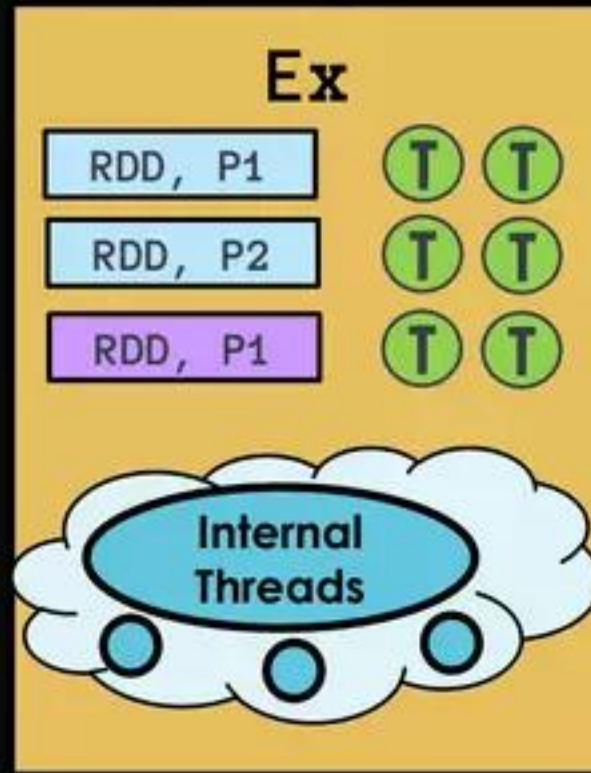 Ex
RDD, P1 T T
RDD, P2 T T
RDD, P1 T T
Internal
Threads